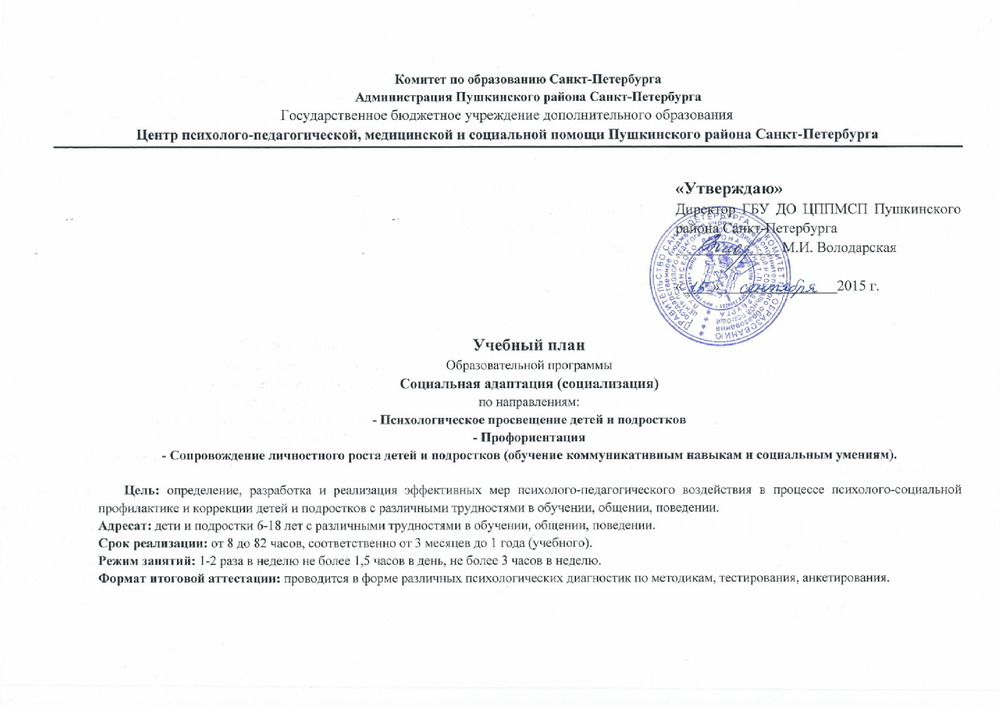 Комитет по образованию Санкт-Петербурга
Администрация Пушкинского района Санкт-Петербурга
Государственное бюджетное учреждение дополнительного образования
Центр психолого-педагогической, медицинской и социальной помощи Пушкинского района Санкт-Петербурга
«Утверждаю»
Директор ГБУ ДО ЦППМСП Пушкинского
района Санкт-Петербурга
М.И. Володарская
«15» сентября 2015 г.
ПРАВИТЕЛЬСТВО САНКТ-ПЕТЕРБУРГА КОМИТЕТ ПО ОБРАЗОВАНИЮ
Учебный план
Образовательной программы
Социальная адаптация (социализация)
по направлениям:
- Психологическое просвещение детей и подростков
- Профориентация
- Сопровождение личностного роста детей и подростков (обучение коммуникативным навыкам и социальным умениям).
Цель: определение, разработка и реализация эффективных мер психолого-педагогического воздействия в процессе психолого-социальной
профилактике и коррекции детей и подростков с различными трудностями в обучении, общении, поведении.
Адресат: дети и подростки 6-18 лет с различными трудностями в обучении, общении, поведении.
Срок реализации: от 8 до 82 часов, соответственно от 3 месяцев до 1 года (учебного).
Режим занятий: 1-2 раза в неделю не более 1,5 часов в день, не более 3 часов в неделю.
Формат итоговой аттестации: проводится в форме различных психологических диагностик по методикам, тестирования, анкетирования.